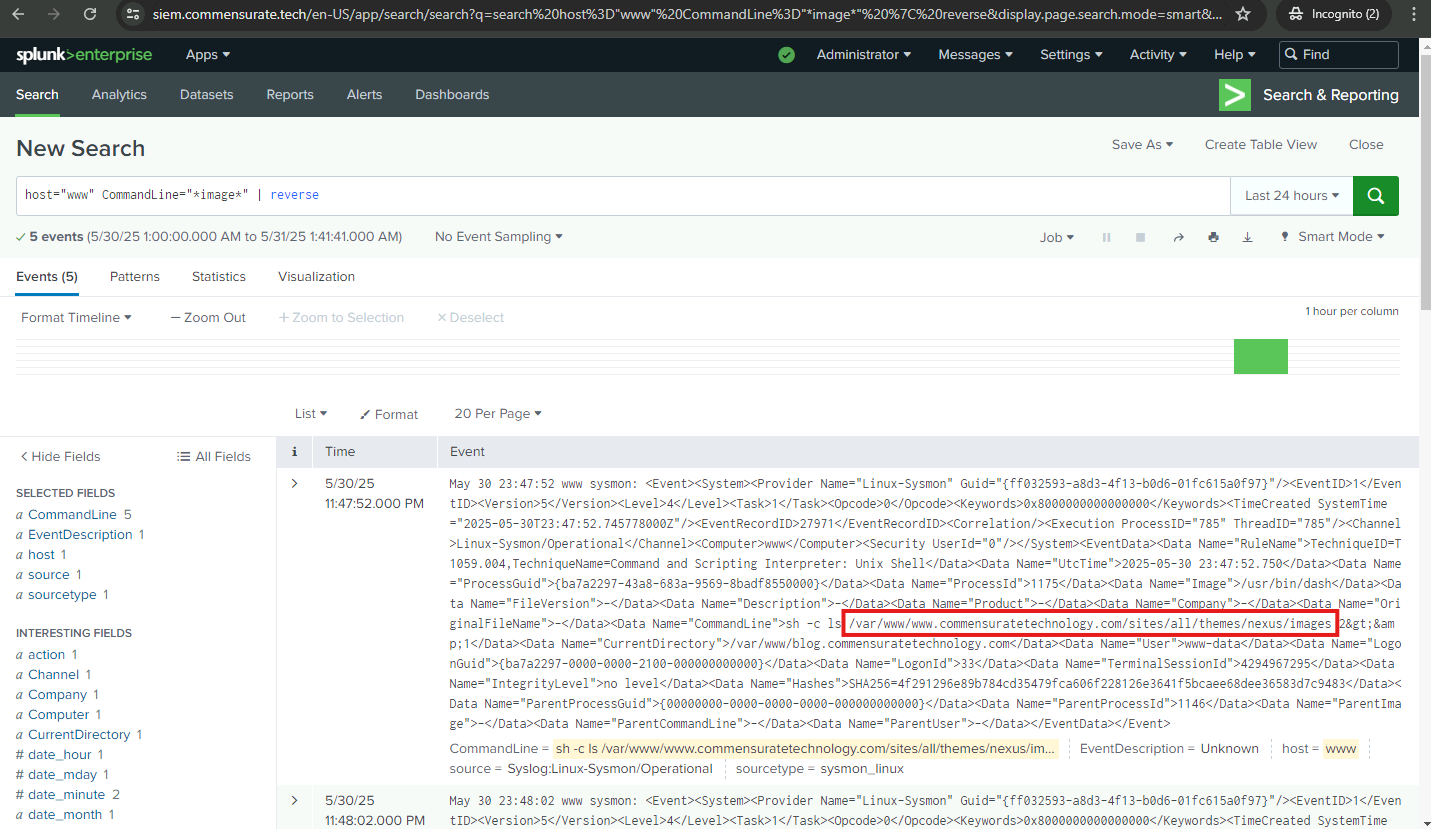 siem.commensurate.tech/en-US/app/search/search?q=search%20host%3D"www"%20CommandLine%3D"*image*"%20%7C%20reverse&display.page.search.mode=smart&... Incognito (2)
splunk>enterprise Apps Administrator Messages Settings Activity Help Find
Search Analytics Datasets Reports Alerts Dashboards Search & Reporting
New Search Save As Create Table View Close
host="www" CommandLine="*image*" | reverse Last 24 hours
5 events (5/30/25 1:00:00.000 AM to 5/31/25 1:41:41.000 AM) No Event Sampling Job Smart Mode
Events (5) Patterns Statistics Visualization
Format Timeline — Zoom Out + Zoom to Selection × Deselect 1 hour per column
List Format 20 Per Page
Hide Fields All Fields
SELECTED FIELDS
a CommandLine 5
a EventDescription 1
a host 1
a source 1
a sourcetype 1
INTERESTING FIELDS
a action 1
a Channel 1
a Company 1
a Computer 1
a CurrentDirectory 1
# date_hour 1
# date_mday 1
# date_minute 2
a date_month 1
i Time Event
5/30/25
11:47:52.000 PM
May 30 23:47:52 www sysmon: <Event><System><Provider Name="Linux-Sysmon" Guid="{ff032593-a8d3-4f13-b0d6-01fc615a0f97}"/><EventID>1</Even
tID><Version>5</Version><Level>4</Level><Task>1</Task><Opcode>0</Opcode><Keywords>0x8000000000000000</Keywords><TimeCreated SystemTime
="2025-05-30T23:47:52.745778000Z"/><EventRecordID>27971</EventRecordID><Correlation/><Execution ProcessID="785" ThreadID="785"/><Channel
>Linux-Sysmon/Operational</Channel><Computer>www</Computer><Security UserId="0"/></System><EventData><Data Name="RuleName">TechniqueID=T
1059.004,TechniqueName=Command and Scripting Interpreter: Unix Shell</Data><Data Name="UtcTime">2025-05-30 23:47:52.750</Data><Data Name
="ProcessGuid">{ba7a2297-43a8-683a-9569-8badf8550000}</Data><Data Name="ProcessId">1175</Data><Data Name="Image">/usr/bin/dash</Data><Da
ta Name="FileVersion">-</Data><Data Name="Description">-</Data><Data Name="Product">-</Data><Data Name="Company">-</Data><Data Name="Ori
ginalFileName">-</Data><Data Name="CommandLine">sh -c ls /var/www/www.commensuratetechnology.com/sites/all/themes/nexus/images 2&gt;&am
p;1</Data><Data Name="CurrentDirectory">/var/www/blog.commensuratetechnology.com</Data><Data Name="User">www-data</Data><Data Name="Logo
nGuid">{ba7a2297-0000-0000-2100-000000000000}</Data><Data Name="LogonId">33</Data><Data Name="TerminalSessionId">4294967295</Data><Data
Name="IntegrityLevel">no level</Data><Data Name="Hashes">SHA256=4f291296e89b784cd35479fca606f228126e3641f5bcaee68dee36583d7c9483</Data><
Data Name="ParentProcessGuid">{00000000-0000-0000-0000-000000000000}</Data><Data Name="ParentProcessId">1146</Data><Data Name="ParentIma
ge">-</Data><Data Name="ParentCommandLine">-</Data><Data Name="ParentUser">-</Data></EventData></Event>
CommandLine = sh -c ls /var/www/www.commensuratetechnology.com/sites/all/themes/nexus/im... EventDescription = Unknown host = www
source = Syslog:Linux-Sysmon/Operational sourcetype = sysmon_linux
5/30/25
11:48:02.000 PM
May 30 23:48:02 www sysmon: <Event><System><Provider Name="Linux-Sysmon" Guid="{ff032593-a8d3-4f13-b0d6-01fc615a0f97}"/><EventID>1</Even
tID><Version>5</Version><Level>4</Level><Task>1</Task><Opcode>0</Opcode><Keywords>0x8000000000000000</Keywords><TimeCreated SystemTime